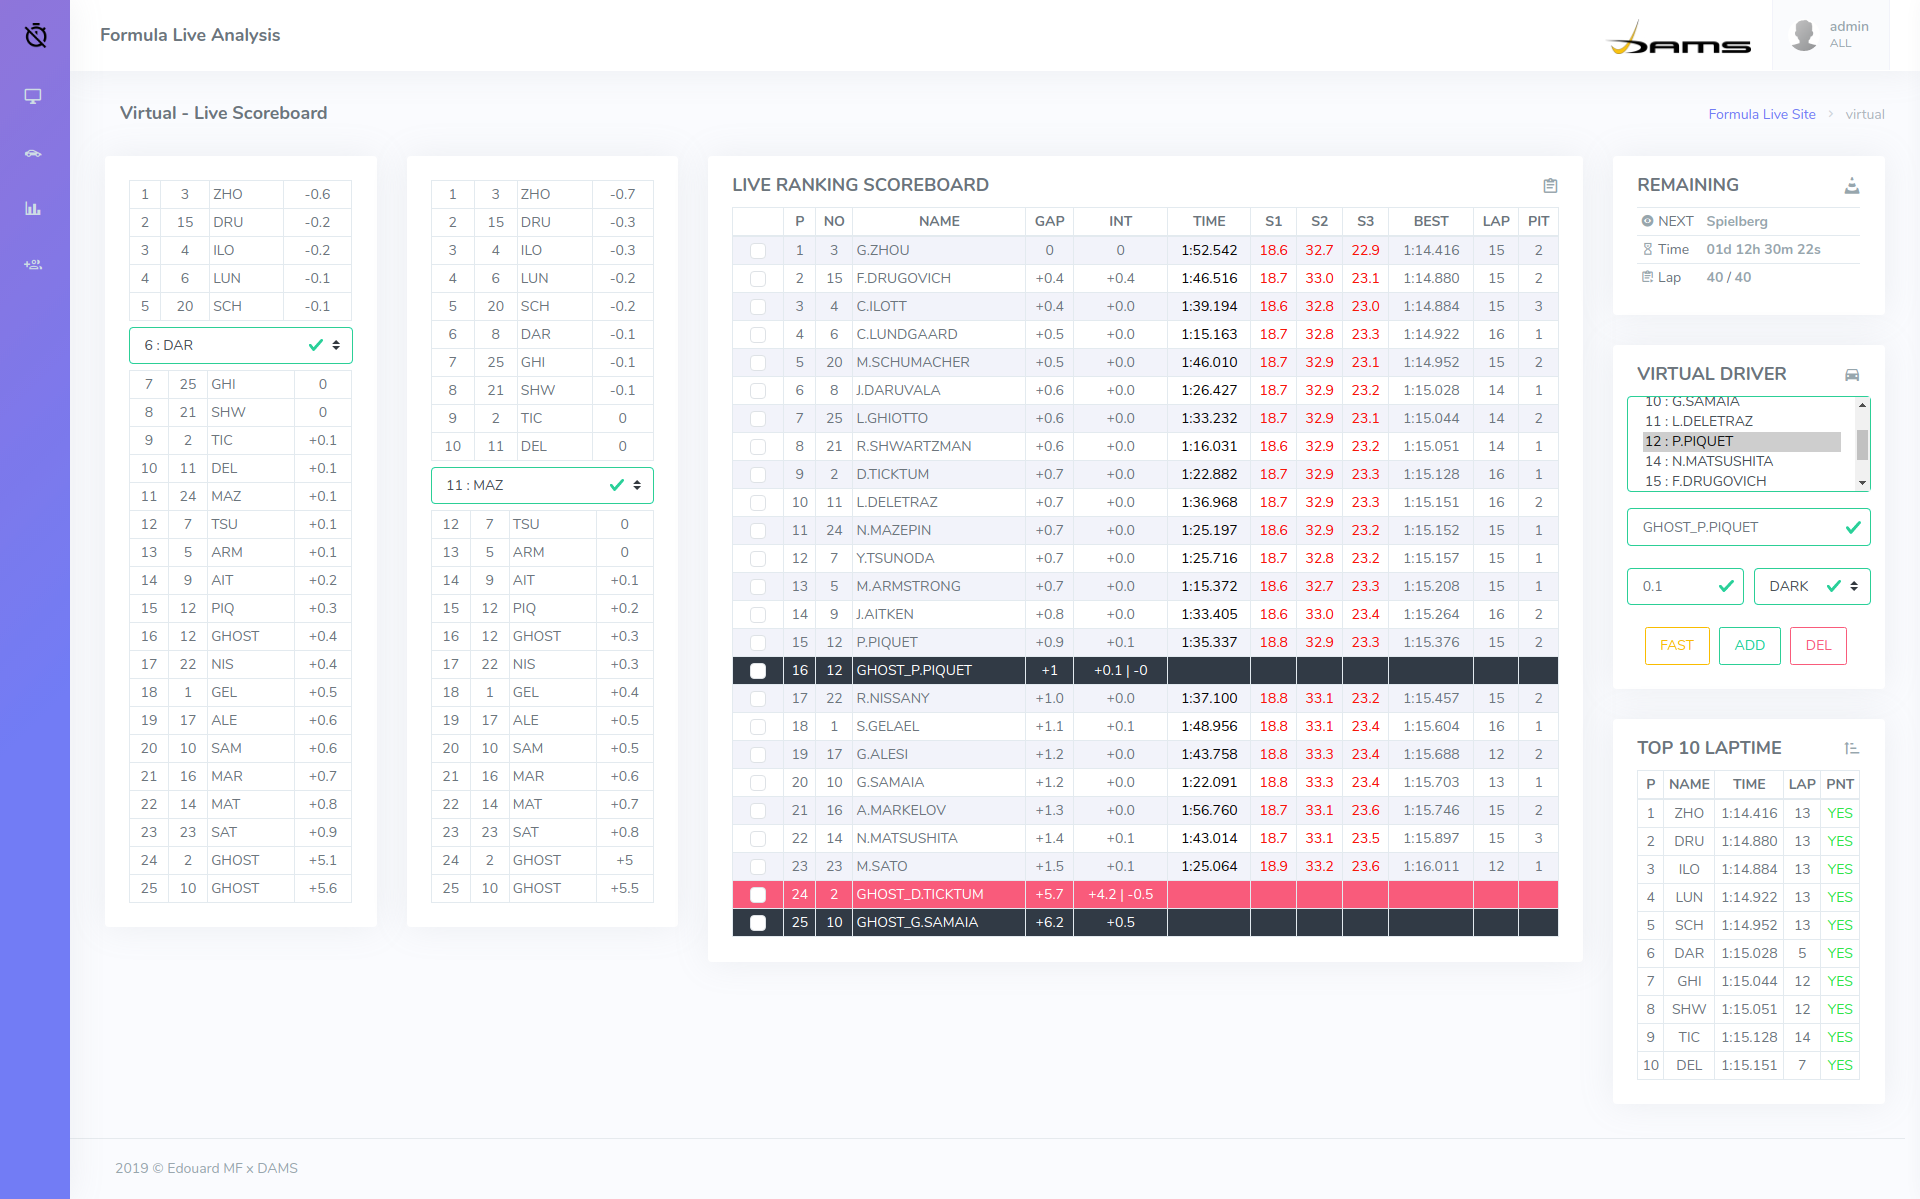 Formula Live Analysis
DAMS
admin
ALL
Virtual - Live Scoreboard
Formula Live Site > virtual
1 3 ZHO -0.6
2 15 DRU -0.2
3 4 ILO -0.2
4 6 LUN -0.1
5 20 SCH -0.1
6 : DAR
7 25 GHI 0
8 21 SHW 0
9 2 TIC +0.1
10 11 DEL +0.1
11 24 MAZ +0.1
12 7 TSU +0.1
13 5 ARM +0.1
14 9 AIT +0.2
15 12 PIQ +0.3
16 12 GHOST +0.4
17 22 NIS +0.4
18 1 GEL +0.5
19 17 ALE +0.6
20 10 SAM +0.6
21 16 MAR +0.7
22 14 MAT +0.8
23 23 SAT +0.9
24 2 GHOST +5.1
25 10 GHOST +5.6
1 3 ZHO -0.7
2 15 DRU -0.3
3 4 ILO -0.3
4 6 LUN -0.2
5 20 SCH -0.2
6 8 DAR -0.1
7 25 GHI -0.1
8 21 SHW -0.1
9 2 TIC 0
10 11 DEL 0
11 : MAZ
12 7 TSU 0
13 5 ARM 0
14 9 AIT +0.1
15 12 PIQ +0.2
16 12 GHOST +0.3
17 22 NIS +0.3
18 1 GEL +0.4
19 17 ALE +0.5
20 10 SAM +0.5
21 16 MAR +0.6
22 14 MAT +0.7
23 23 SAT +0.8
24 2 GHOST +5
25 10 GHOST +5.5
LIVE RANKING SCOREBOARD
P NO NAME GAP INT TIME S1 S2 S3 BEST LAP PIT
1 3 G.ZHOU 0 0 1:52.542 18.6 32.7 22.9 1:14.416 15 2
2 15 F.DRUGOVICH +0.4 +0.4 1:46.516 18.7 33.0 23.1 1:14.880 15 2
3 4 C.ILOTT +0.4 +0.0 1:39.194 18.6 32.8 23.0 1:14.884 15 3
4 6 C.LUNDGAARD +0.5 +0.0 1:15.163 18.7 32.8 23.3 1:14.922 16 1
5 20 M.SCHUMACHER +0.5 +0.0 1:46.010 18.7 32.9 23.1 1:14.952 15 2
6 8 J.DARUVALA +0.6 +0.0 1:26.427 18.7 32.9 23.2 1:15.028 14 1
7 25 L.GHIOTTO +0.6 +0.0 1:33.232 18.7 32.9 23.1 1:15.044 14 2
8 21 R.SHWARTZMAN +0.6 +0.0 1:16.031 18.6 32.9 23.2 1:15.051 14 1
9 2 D.TICKTUM +0.7 +0.0 1:22.882 18.7 32.9 23.3 1:15.128 16 1
10 11 L.DELETRAZ +0.7 +0.0 1:36.968 18.7 32.9 23.3 1:15.151 16 2
11 24 N.MAZEPIN +0.7 +0.0 1:25.197 18.6 32.9 23.2 1:15.152 15 1
12 7 Y.TSUNODA +0.7 +0.0 1:25.716 18.7 32.8 23.2 1:15.157 15 1
13 5 M.ARMSTRONG +0.7 +0.0 1:15.372 18.6 32.7 23.3 1:15.208 15 1
14 9 J.AITKEN +0.8 +0.0 1:33.405 18.6 33.0 23.4 1:15.264 16 2
15 12 P.PIQUET +0.9 +0.1 1:35.337 18.8 32.9 23.3 1:15.376 15 2
16 12 GHOST_P.PIQUET +1 +0.1 | -0
17 22 R.NISSANY +1.0 +0.0 1:37.100 18.8 33.1 23.2 1:15.457 15 2
18 1 S.GELAEL +1.1 +0.1 1:48.956 18.8 33.1 23.4 1:15.604 16 1
19 17 G.ALESI +1.2 +0.0 1:43.758 18.8 33.3 23.4 1:15.688 12 2
20 10 G.SAMAIA +1.2 +0.0 1:22.091 18.8 33.3 23.4 1:15.703 13 1
21 16 A.MARKELOV +1.3 +0.0 1:56.760 18.7 33.1 23.6 1:15.746 15 2
22 14 N.MATSUSHITA +1.4 +0.1 1:43.014 18.7 33.1 23.5 1:15.897 15 3
23 23 M.SATO +1.5 +0.1 1:25.064 18.9 33.2 23.6 1:16.011 12 1
24 2 GHOST_D.TICKTUM +5.7 +4.2 | -0.5
25 10 GHOST_G.SAMAIA +6.2 +0.5
REMAINING
NEXT Spielberg
Time 01d 12h 30m 22s
Lap 40 / 40
VIRTUAL DRIVER
10 : G.SAMAIA
11 : L.DELETRAZ
12 : P.PIQUET
14 : N.MATSUSHITA
15 : F.DRUGOVICH
GHOST_P.PIQUET
0.1 DARK
FAST ADD DEL
TOP 10 LAPTIME
P NAME TIME LAP PNT
1 ZHO 1:14.416 13 YES
2 DRU 1:14.880 13 YES
3 ILO 1:14.884 13 YES
4 LUN 1:14.922 13 YES
5 SCH 1:14.952 13 YES
6 DAR 1:15.028 5 YES
7 GHI 1:15.044 12 YES
8 SHW 1:15.051 12 YES
9 TIC 1:15.128 14 YES
10 DEL 1:15.151 7 YES
2019 © Edouard MF x DAMS